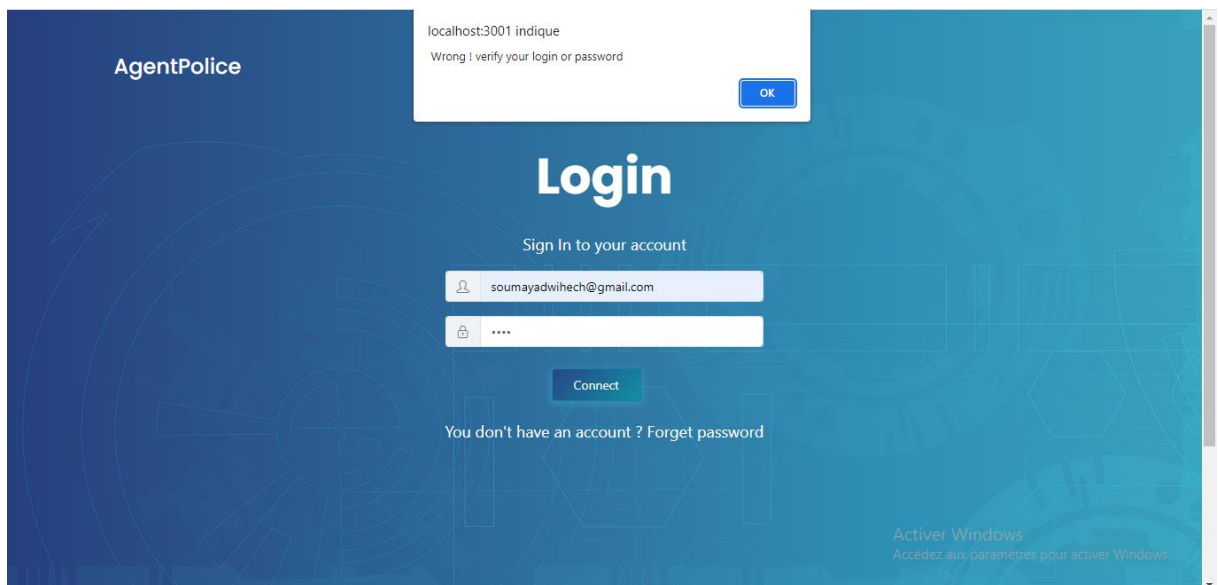 localhost:3001 indique
Wrong ! verify your login or password
OK
AgentPolice
Login
Sign In to your account
soumayadwihech@gmail.com
••••
Connect
You don't have an account ? Forget password
Activer Windows
Accédez aux paramètres pour activer Windows.